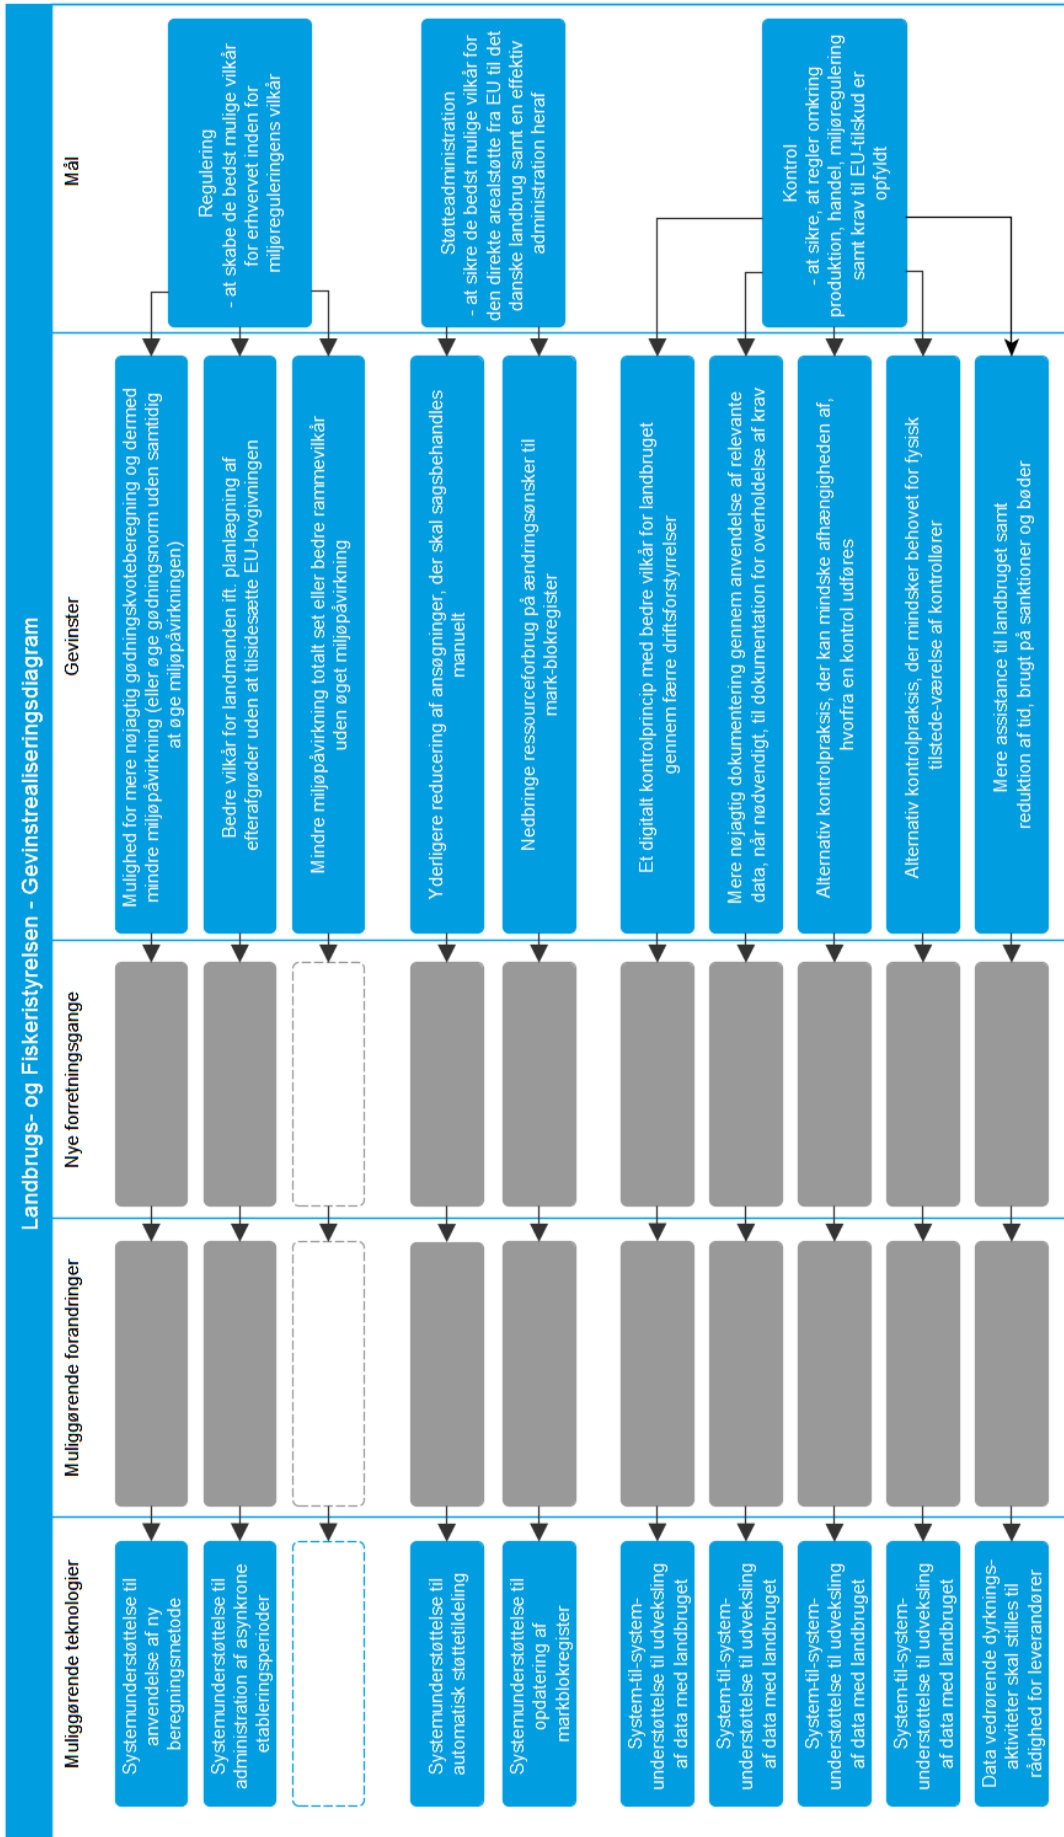 Landbrugs- og Fiskeristyrelsen - Gevinstrealiseringsdiagram
Muliggørende teknologier
Muliggørende forandringer
Nye forretningsgange
Gevinster
Mål
Systemunderstøttelse til
anvendelse af ny
beregningsmetode
Systemunderstøttelse til
administration af asynkrone
etableringsperioder
Systemunderstøttelse til
automatisk støttetildeling
Systemunderstøttelse til
opdatering af
markblokregister
System-til-system-
understøttelse til udveksling
af data med landbruget
System-til-system-
understøttelse til udveksling
af data med landbruget
System-til-system-
understøttelse til udveksling
af data med landbruget
System-til-system-
understøttelse til udveksling
af data med landbruget
Data vedrørende dyrknings-
aktiviteter skal stilles til
rådighed for leverandører
Mulighed for mere nøjagtig gødningskvoteberegning og dermed
mindre miljøpåvirkning (eller øge gødningsnorm uden samtidig
at øge miljøpåvirkningen)
Bedre vilkår for landmanden ift. planlægning af
efterafgrøder uden at tilsidesætte EU-lovgivningen
Mindre miljøpåvirkning totalt set eller bedre rammevilkår
uden øget miljøpåvirkning
Yderligere reducering af ansøgninger, der skal sagsbehandles
manuelt
Nedbringe ressourceforbrug på ændringsønsker til
mark-blokregister
Et digitalt kontrolprincip med bedre vilkår for landbruget
gennem færre driftsforstyrrelser
Mere nøjagtig dokumentering gennem anvendelse af relevante
data, når nødvendigt, til dokumentation for overholdelse af krav
Alternativ kontrolpraksis, der kan mindske afhængigheden af,
hvorfra en kontrol udføres
Alternativ kontrolpraksis, der mindsker behovet for fysisk
tilstede-værelse af kontrollører
Mere assistance til landbruget samt
reduktion af tid, brugt på sanktioner og bøder
Regulering
- at skabe de bedst mulige vilkår
for erhvervet inden for
miljøreguleringens vilkår
Støtteadministration
- at sikre de bedst mulige vilkår for
den direkte arealstøtte fra EU til det
danske landbrug samt en effektiv
administration heraf
Kontrol
- at sikre, at regler omkring
produktion, handel, miljøregulering
samt krav til EU-tilskud er
opfyldt